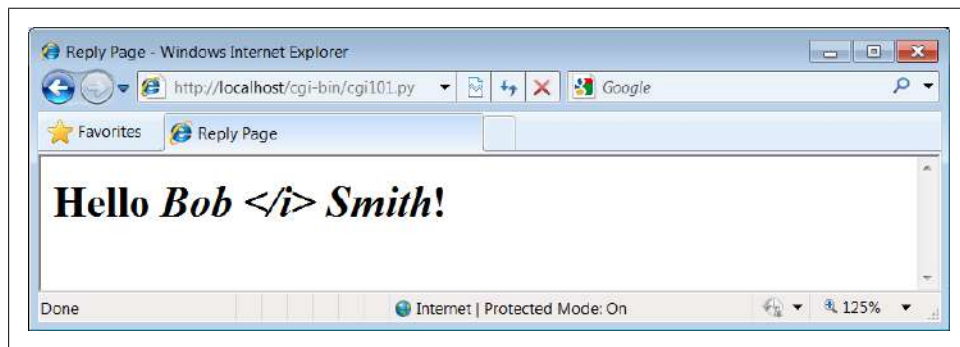 Reply Page - Windows Internet Explorer
http://localhost/cgi-bin/cgi101.py
Google
Favorites
Reply Page
Hello Bob </i> Smith!
Done
Internet | Protected Mode: On
125%